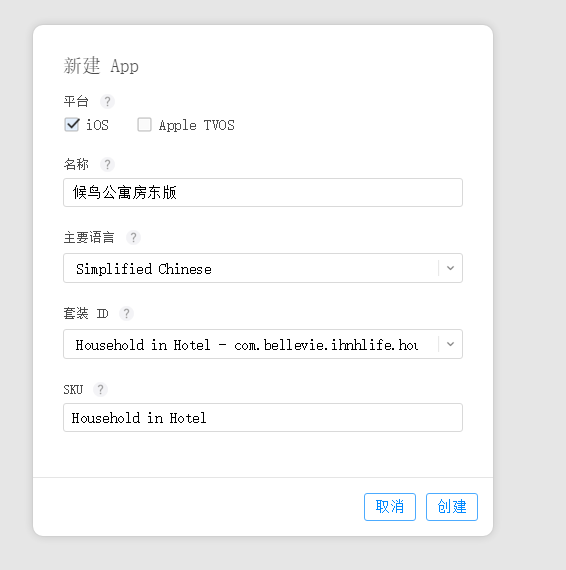 新建 App
平台 ?
iOS Apple TVOS
名称 ?
候鸟公寓房东版
主要语言 ?
Simplified Chinese
套装 ID ?
Household in Hotel - com.bellevie.ihnhlife.hou
SKU ?
Household in Hotel
取消 创建